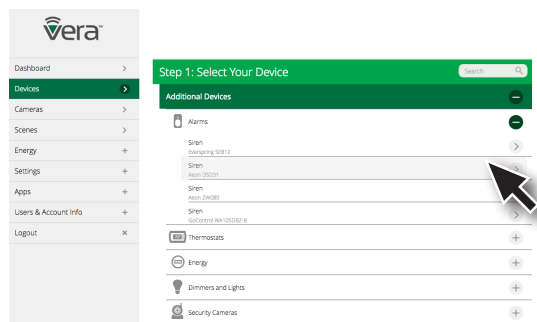 Vera™
Dashboard
Devices
Cameras
Scenes
Energy
Settings
Apps
Users & Account Info
Logout
Step 1: Select Your Device
Search
Additional Devices
Alarms
Siren
Everspring SE812
Siren
Aeon DSD31
Siren
Aeon ZW080
Siren
GoControl WA105DBZ-B
Thermostats
Energy
Dimmers and Lights
Security Cameras